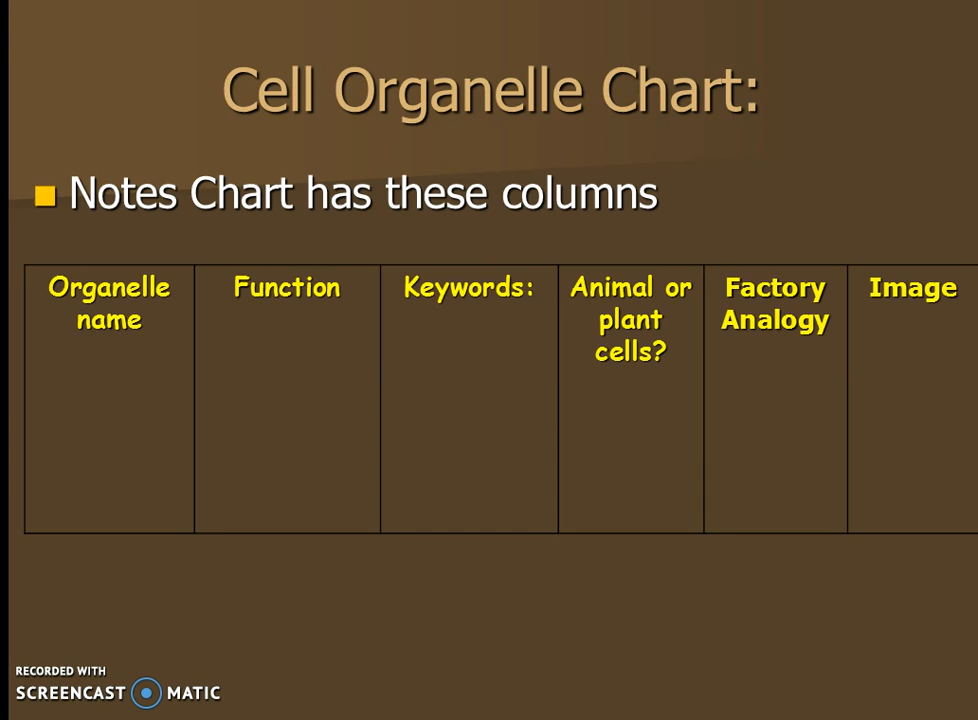 Cell Organelle Chart:
Notes Chart has these columns
Organelle name
Function
Keywords:
Animal or plant cells?
Factory Analogy
Image
RECORDED WITH
SCREENCAST MATIC